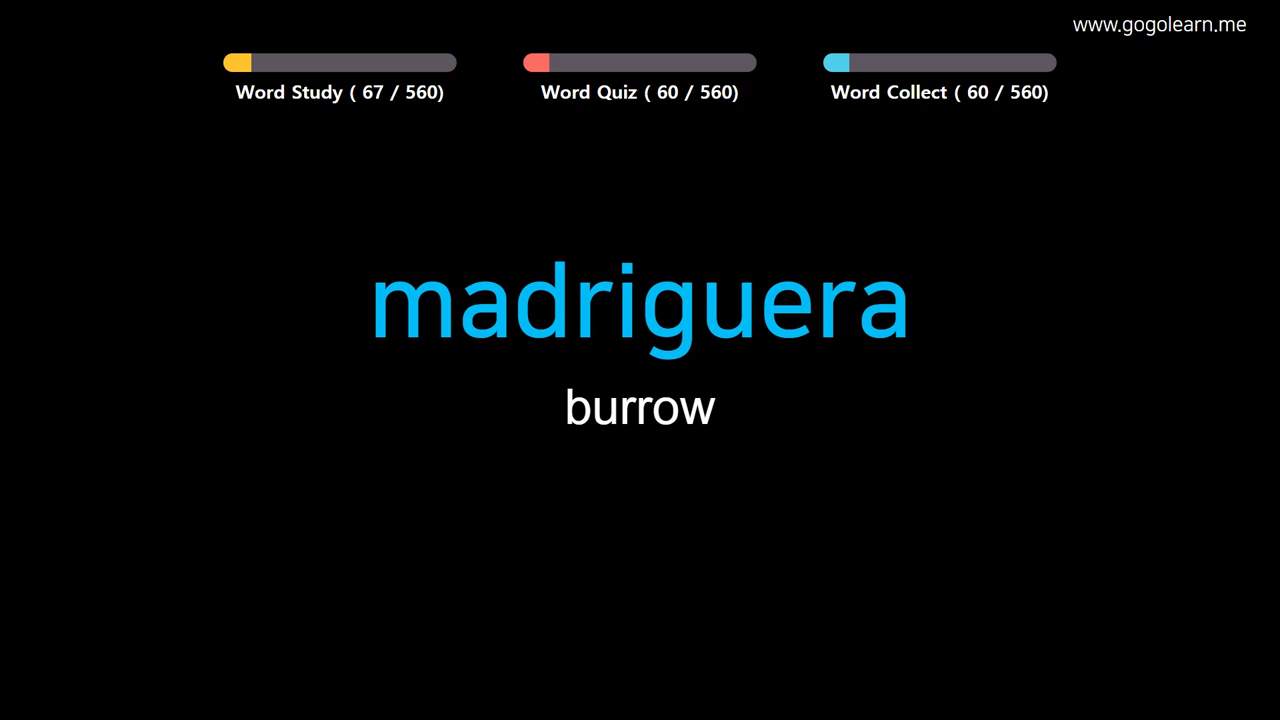 www.gogolearn.me
Word Study ( 67 / 560)
Word Quiz ( 60 / 560)
Word Collect ( 60 / 560)
madriguera
burrow